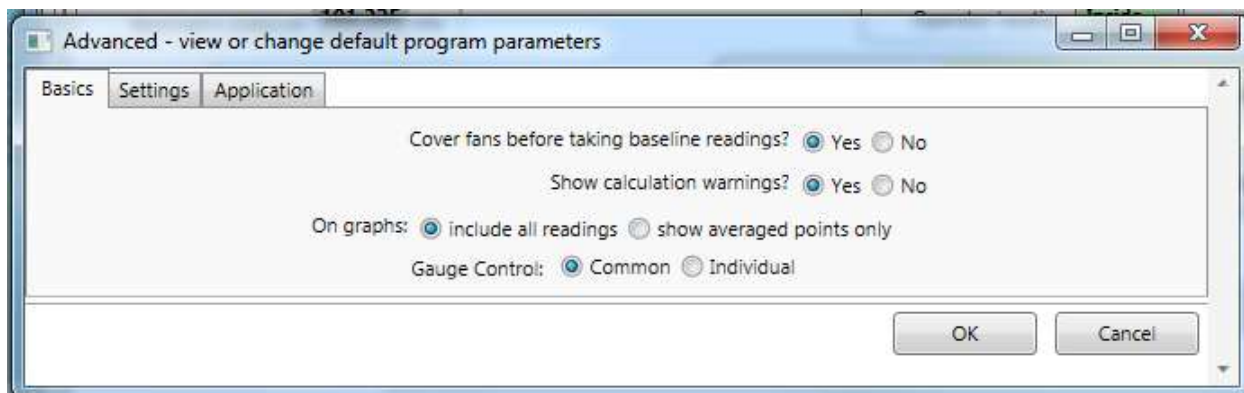 Advanced - view or change default program parameters
Basics Settings Application
Cover fans before taking baseline readings? Yes No
Show calculation warnings? Yes No
On graphs: include all readings show averaged points only
Gauge Control: Common Individual
OK Cancel